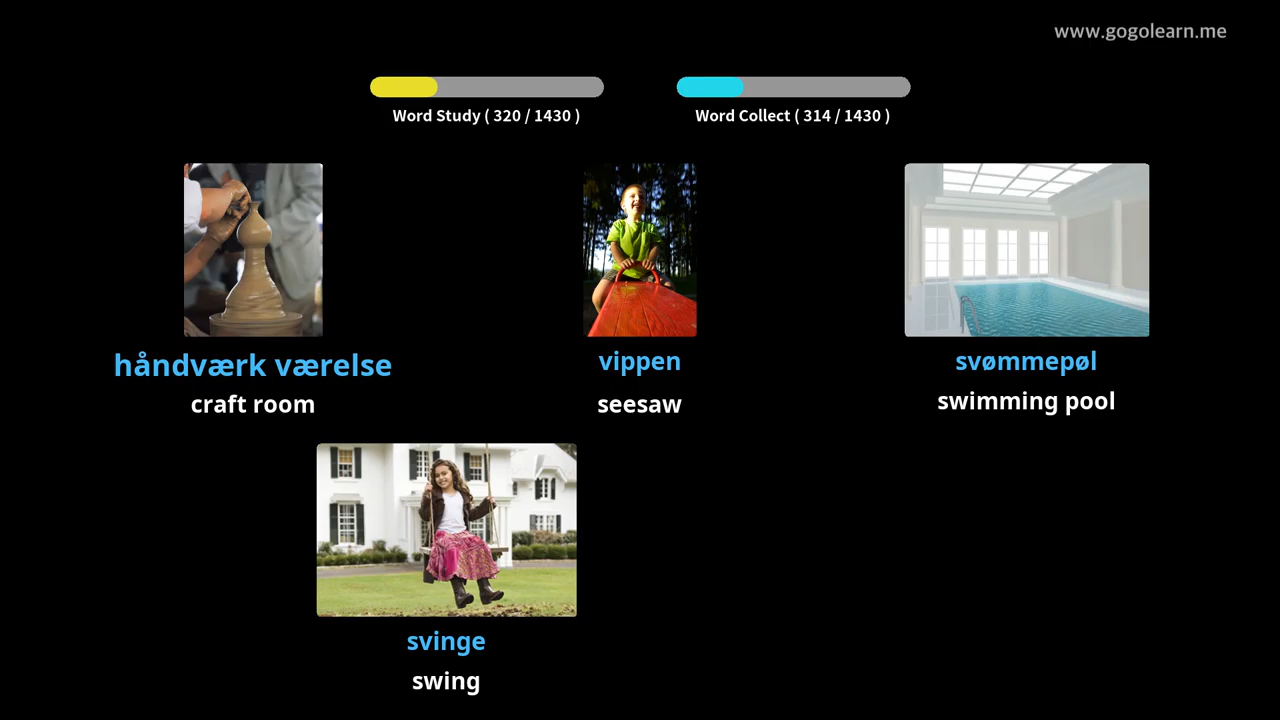 www.gogolearn.me
Word Study ( 320 / 1430 )
Word Collect ( 314 / 1430 )
håndværk værelse
craft room
vippen
seesaw
svømmepøl
swimming pool
svinge
swing